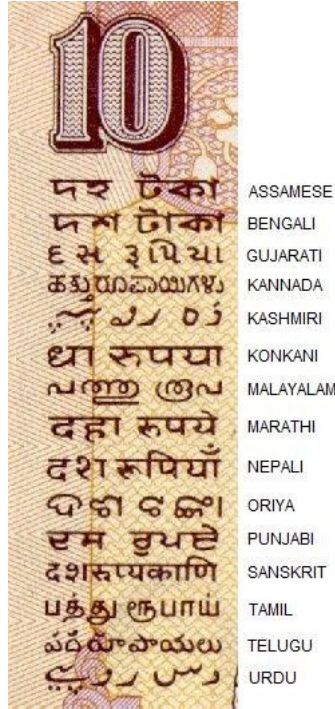 10
দহ টকা ASSAMESE
দশ টাকা BENGALI
દસ રૂપિયા GUJARATI
ಹತ್ತು ರೂಪಾಯಿಗಳು KANNADA
KASHMIRI
धा रुपया KONKANI
പത്തു രൂപ MALAYALAM
दहा रुपये MARATHI
दश रुपियाँ NEPALI
ଦଶ ଟଙ୍କା ORIYA
ਦਸ ਰੁਪਏ PUNJABI
दशरुप्यकाणि SANSKRIT
பத்து ரூபாய் TAMIL
పది రూపాయలు TELUGU
دس روپے URDU